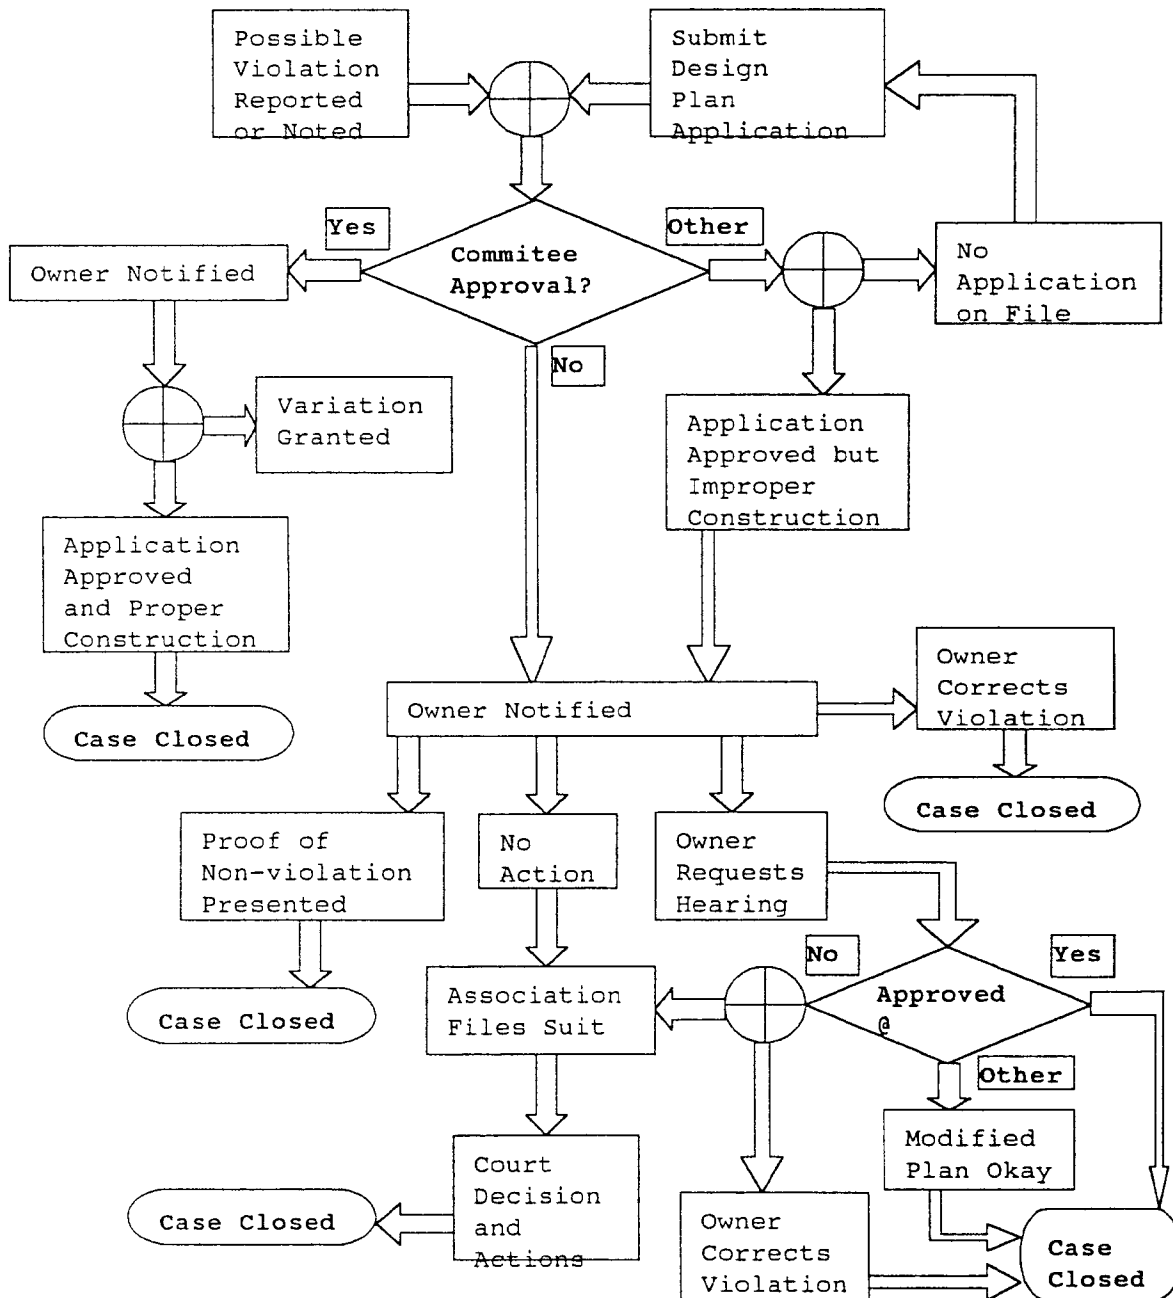 Possible
Violation
Reported
or Noted
Submit
Design
Plan
Application
Yes
Other
Commitee
Approval?
Owner Notified
No
Application
on File
No
Variation
Granted
Application
Approved but
Improper
Construction
Application
Approved
and Proper
Construction
Case Closed
Owner Notified
Owner
Corrects
Violation
Case Closed
Proof of
Non-violation
Presented
No
Action
Owner
Requests
Hearing
Case Closed
Association
Files Suit
No
Yes
Approved
@
Other
Modified
Plan Okay
Court
Decision
and
Actions
Case Closed
Owner
Corrects
Violation
Case
Closed